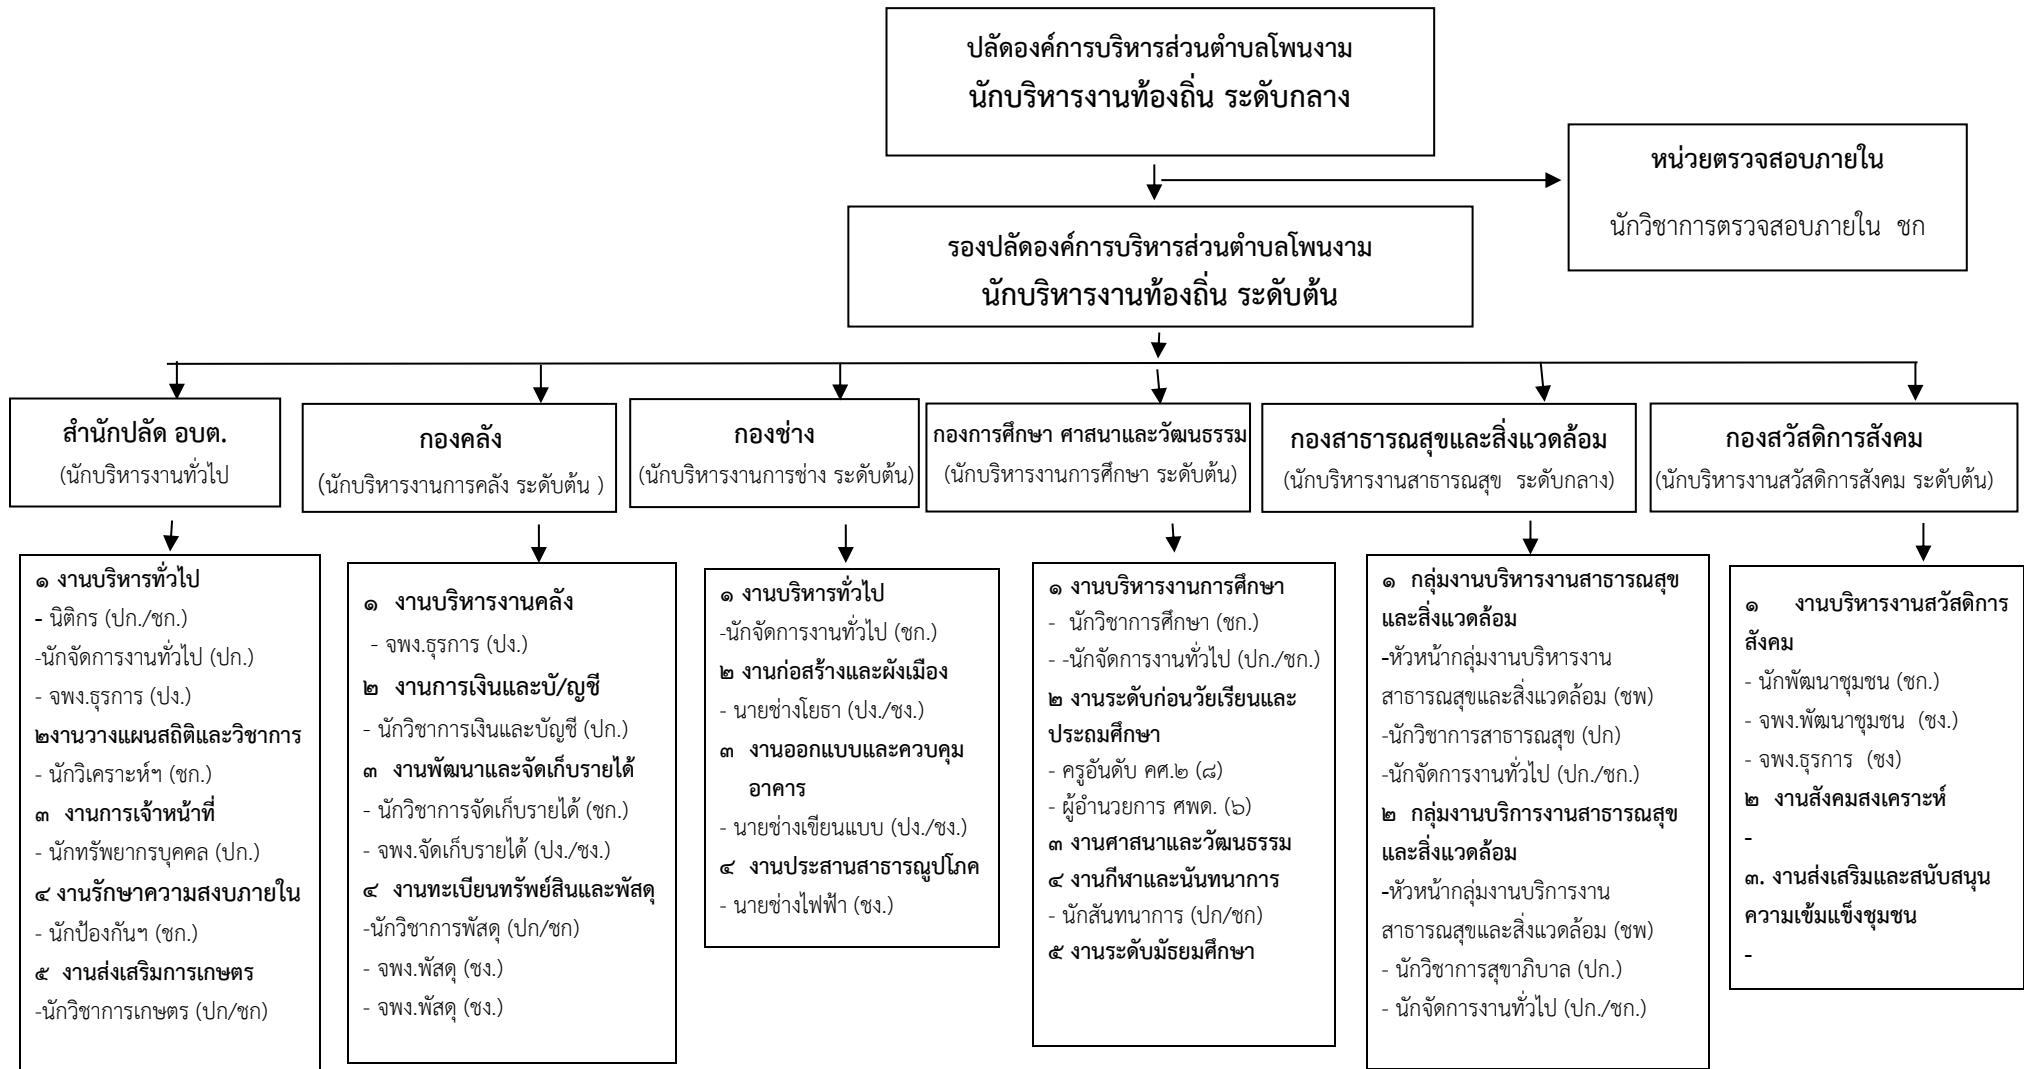 ปลัดองค์การบริหารส่วนตำบลโพนงาม
นักบริหารงานท้องถิ่น ระดับกลาง
หน่วยตรวจสอบภายใน
นักวิชาการตรวจสอบภายใน ชก
รองปลัดองค์การบริหารส่วนตำบลโพนงาม
นักบริหารงานท้องถิ่น ระดับต้น
สำนักปลัด อบต.
(นักบริหารงานทั่วไป
กองคลัง
(นักบริหารงานการคลัง ระดับต้น )
กองช่าง
(นักบริหารงานการช่าง ระดับต้น)
กองการศึกษา ศาสนาและวัฒนธรรม
(นักบริหารงานการศึกษา ระดับต้น)
กองสาธารณสุขและสิ่งแวดล้อม
(นักบริหารงานสาธารณสุข ระดับกลาง)
กองสวัสดิการสังคม
(นักบริหารงานสวัสดิการสังคม ระดับต้น)
๑ งานบริหารทั่วไป
- นิติกร (ปก./ชก.)
-นักจัดการงานทั่วไป (ปก.)
- จพง.ธุรการ (ปง.)
๒งานวางแผนสถิติและวิชาการ
- นักวิเคราะห์ฯ (ชก.)
๓ งานการเจ้าหน้าที่
- นักทรัพยากรบุคคล (ปก.)
๔ งานรักษาความสงบภายใน
- นักป้องกันฯ (ชก.)
๕ งานส่งเสริมการเกษตร
-นักวิชาการเกษตร (ปก/ชก)
๑ งานบริหารงานคลัง
- จพง.ธุรการ (ปง.)
๒ งานการเงินและบั/ญชี
- นักวิชาการเงินและบัญชี (ปก.)
๓ งานพัฒนาและจัดเก็บรายได้
- นักวิชาการจัดเก็บรายได้ (ชก.)
- จพง.จัดเก็บรายได้ (ปง./ชง.)
๔ งานทะเบียนทรัพย์สินและพัสดุ
-นักวิชาการพัสดุ (ปก/ชก)
- จพง.พัสดุ (ชง.)
- จพง.พัสดุ (ชง.)
๑ งานบริหารทั่วไป
-นักจัดการงานทั่วไป (ชก.)
๒ งานก่อสร้างและผังเมือง
- นายช่างโยธา (ปง./ชง.)
๓ งานออกแบบและควบคุม
อาคาร
- นายช่างเขียนแบบ (ปง./ชง.)
๔ งานประสานสาธารณูปโภค
- นายช่างไฟฟ้า (ชง.)
๑ งานบริหารงานการศึกษา
- นักวิชาการศึกษา (ชก.)
- -นักจัดการงานทั่วไป (ปก./ชก.)
๒ งานระดับก่อนวัยเรียนและ
ประถมศึกษา
- ครูอันดับ คศ.๒ (๘)
- ผู้อำนวยการ ศพด. (๖)
๓ งานศาสนาและวัฒนธรรม
๔ งานกีฬาและนันทนาการ
- นักสันทนาการ (ปก/ชก)
๕ งานระดับมัธยมศึกษา
๑ กลุ่มงานบริหารงานสาธารณสุข
และสิ่งแวดล้อม
-หัวหน้ากลุ่มงานบริหารงาน
สาธารณสุขและสิ่งแวดล้อม (ชพ)
-นักวิชาการสาธารณสุข (ปก)
-นักจัดการงานทั่วไป (ปก./ชก.)
๒ กลุ่มงานบริการงานสาธารณสุข
และสิ่งแวดล้อม
-หัวหน้ากลุ่มงานบริการงาน
สาธารณสุขและสิ่งแวดล้อม (ชพ)
- นักวิชาการสุขาภิบาล (ปก.)
- นักจัดการงานทั่วไป (ปก./ชก.)
๑ งานบริหารงานสวัสดิการ
สังคม
- นักพัฒนาชุมชน (ชก.)
- จพง.พัฒนาชุมชน (ชง.)
- จพง.ธุรการ (ชง)
๒ งานสังคมสงเคราะห์
-
๓. งานส่งเสริมและสนับสนุน
ความเข้มแข็งชุมชน
-